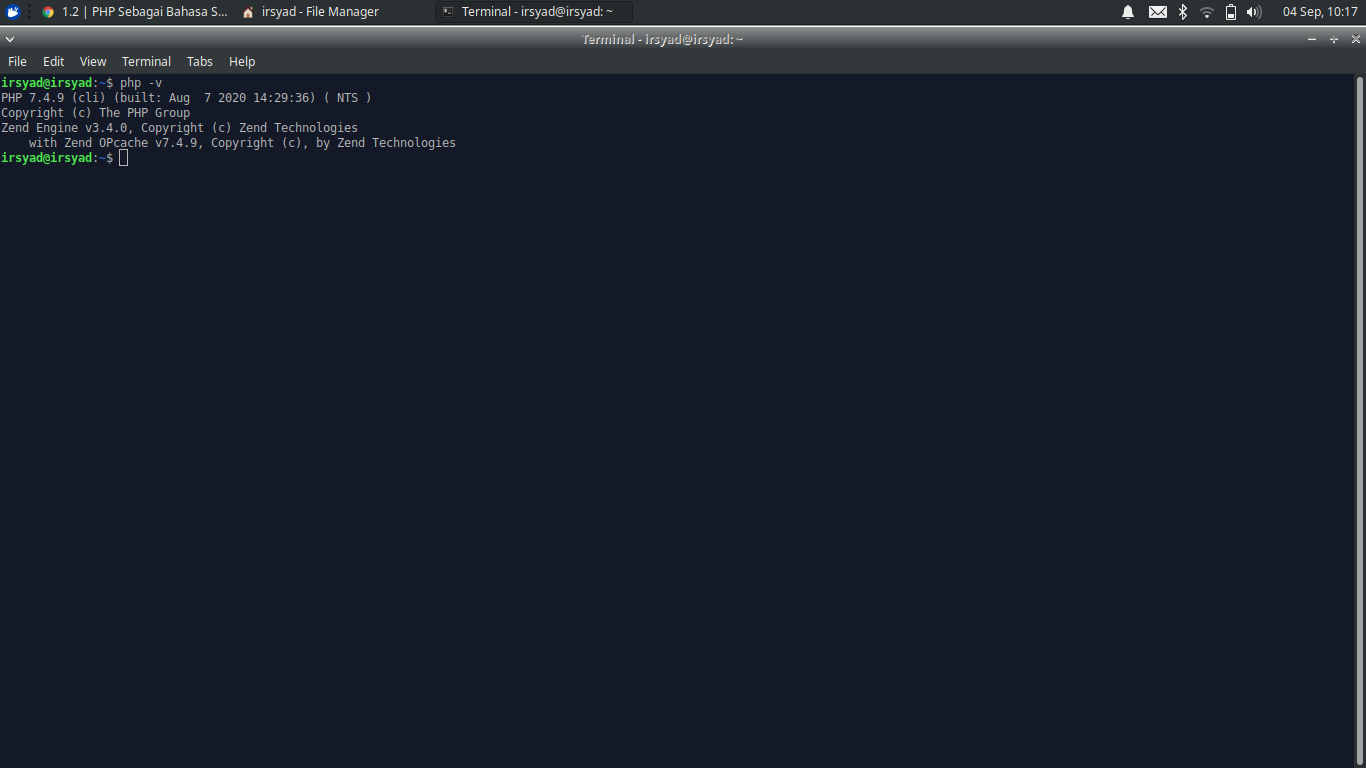 1.2 | PHP Sebagai Bahasa S... irsyad - File Manager Terminal - irsyad@irsyad: ~ 04 Sep, 10:17
Terminal - irsyad@irsyad: ~
File Edit View Terminal Tabs Help
irsyad@irsyad:~$ php -v
PHP 7.4.9 (cli) (built: Aug  7 2020 14:29:36) ( NTS )
Copyright (c) The PHP Group
Zend Engine v3.4.0, Copyright (c) Zend Technologies
    with Zend OPcache v7.4.9, Copyright (c), by Zend Technologies
irsyad@irsyad:~$